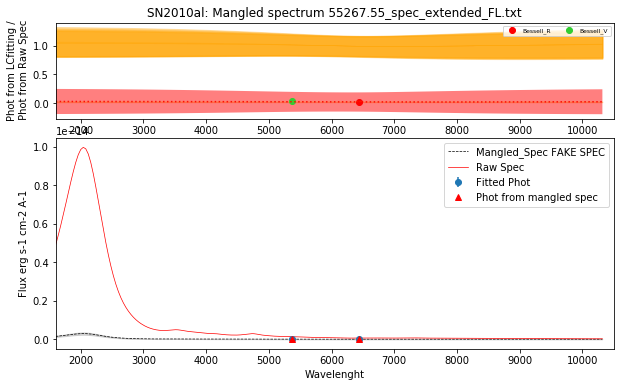 SN2010al: Mangled spectrum 55267.55_spec_extended_FL.txt
Phot from LCfitting /
Phot from Raw Spec
1.0
0.5
0.0
Bessell_R
Bessell_V
2000 3000 4000 5000 6000 7000 8000 9000 10000
1e−14
Flux erg s-1 cm-2 A-1
1.0
0.8
0.6
0.4
0.2
0.0
Mangled_Spec FAKE SPEC
Raw Spec
Fitted Phot
Phot from mangled spec
2000 3000 4000 5000 6000 7000 8000 9000 10000
Wavelenght